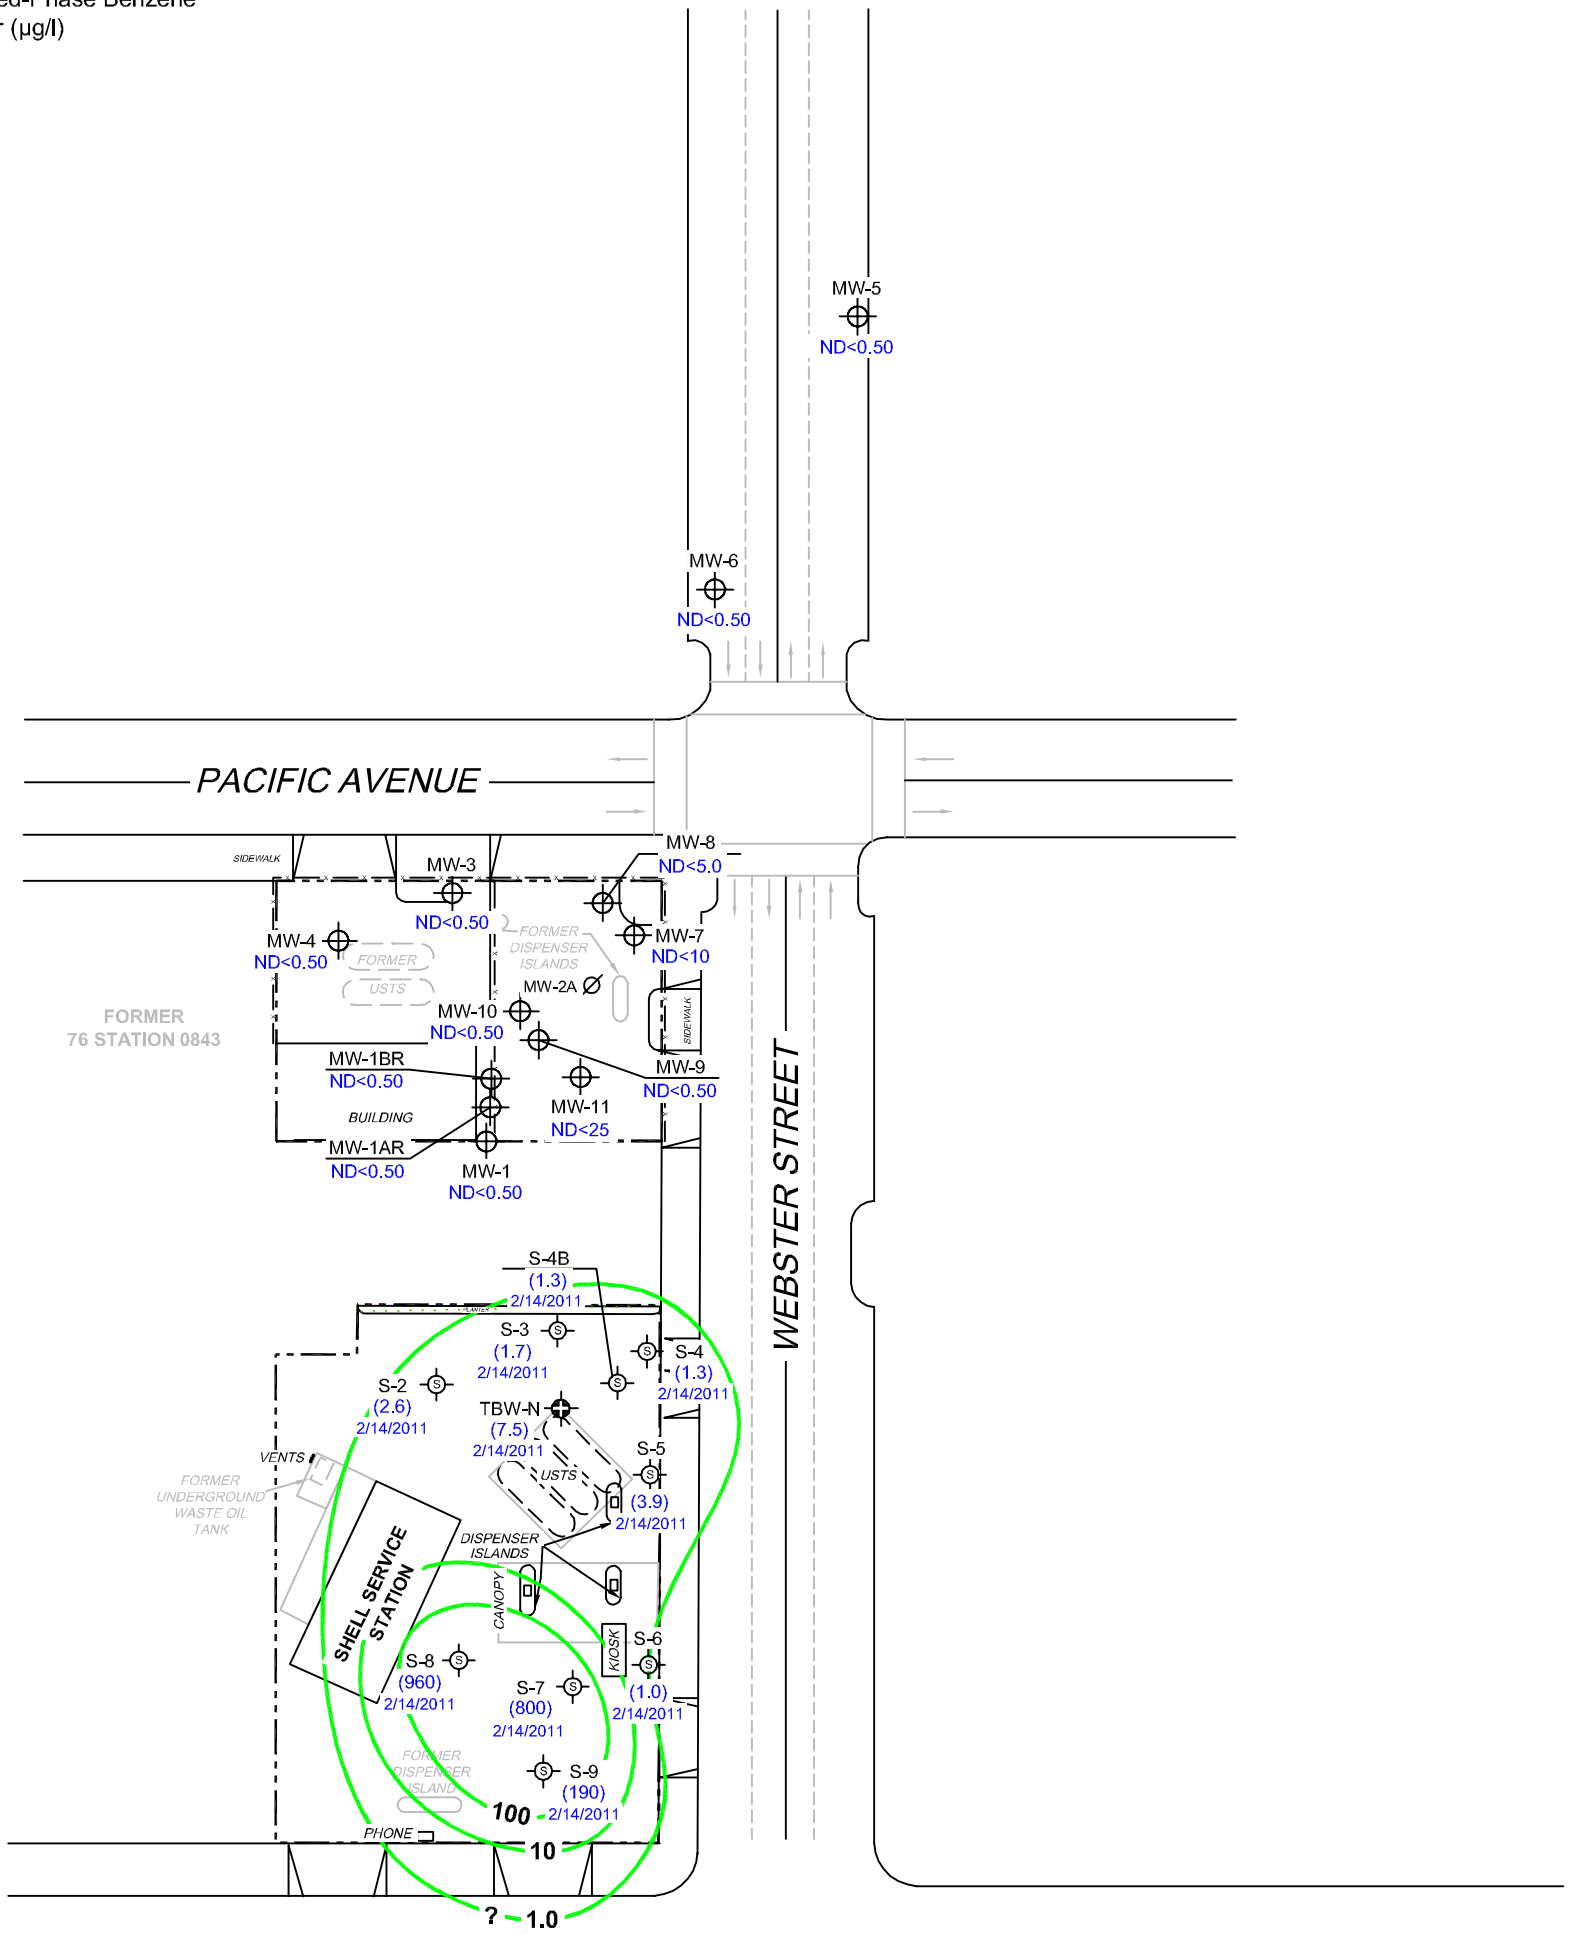 Benzene
(µg/l)
MW-5
ND<0.50
MW-6
ND<0.50
PACIFIC AVENUE
SIDEWALK
MW-3
ND<0.50
MW-8
ND<5.0
MW-4
ND<0.50
FORMER
USTS
FORMER
DISPENSER
ISLANDS
MW-7
ND<10
MW-2A
SIDEWALK
MW-10
ND<0.50
FORMER
76 STATION 0843
MW-1BR
ND<0.50
MW-9
ND<0.50
BUILDING
MW-11
ND<25
MW-1AR
ND<0.50
MW-1
ND<0.50
WEBSTER STREET
S-4B
(1.3)
2/14/2011
PLANTER
S-3
(1.7)
2/14/2011
S-4
(1.3)
2/14/2011
S-2
(2.6)
2/14/2011
TBW-N
(7.5)
2/14/2011
USTS
S-5
(3.9)
2/14/2011
VENTS
FORMER
UNDERGROUND
WASTE OIL
TANK
DISPENSER
ISLANDS
SHELL SERVICE
STATION
CANOPY
KIOSK
S-6
(1.0)
2/14/2011
S-8
(960)
2/14/2011
S-7
(800)
2/14/2011
FORMER
DISPENSER
ISLAND
S-9
(190)
2/14/2011
100
PHONE
10
? 1.0